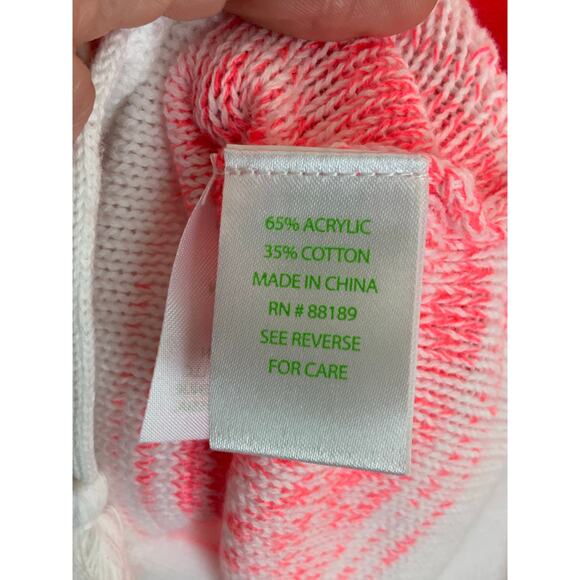 65% ACRYLIC
35% COTTON
MADE IN CHINA
RN # 88189
SEE REVERSE
FOR CARE